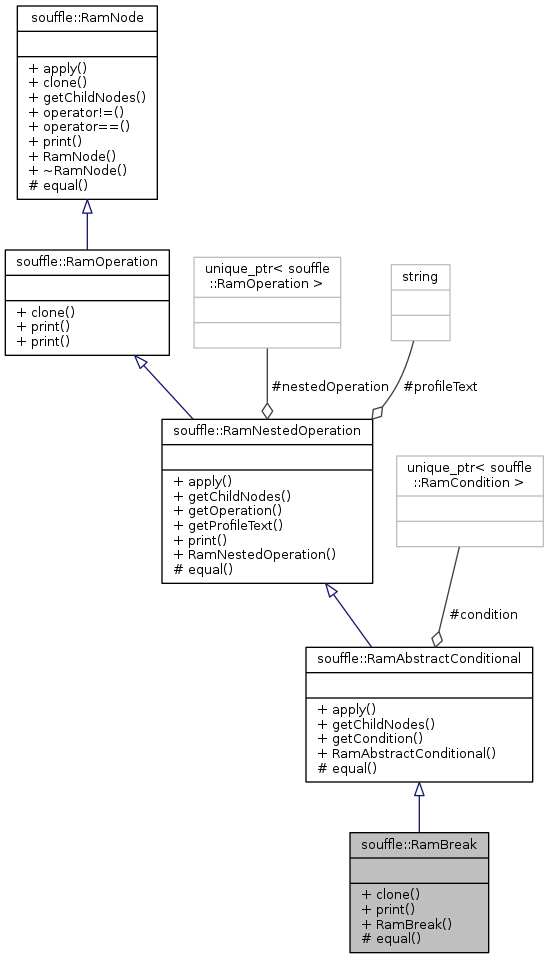 souffle::RamNode
+ apply()
+ clone()
+ getChildNodes()
+ operator!=()
+ operator==()
+ print()
+ RamNode()
+ ~RamNode()
# equal()
souffle::RamOperation
+ clone()
+ print()
+ print()
unique_ptr< souffle
::RamOperation >
string
#nestedOperation
#profileText
souffle::RamNestedOperation
+ apply()
+ getChildNodes()
+ getOperation()
+ getProfileText()
+ print()
+ RamNestedOperation()
# equal()
unique_ptr< souffle
::RamCondition >
#condition
souffle::RamAbstractConditional
+ apply()
+ getChildNodes()
+ getCondition()
+ RamAbstractConditional()
# equal()
souffle::RamBreak
+ clone()
+ print()
+ RamBreak()
# equal()